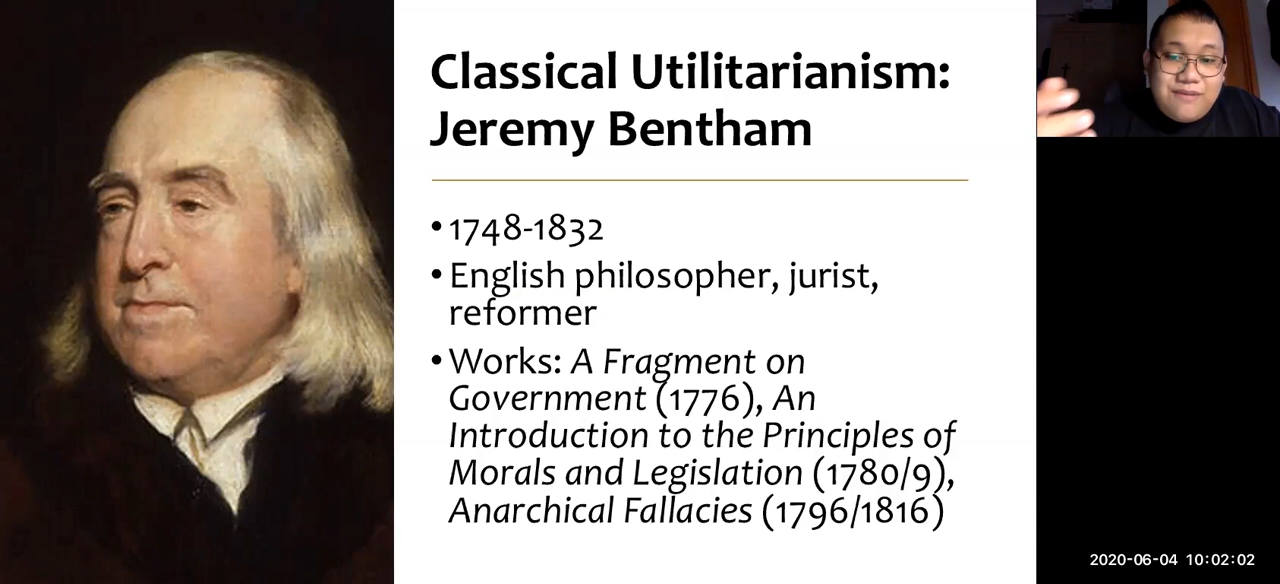 Classical Utilitarianism:
Jeremy Bentham
•1748-1832
•English philosopher, jurist,
reformer
•Works: A Fragment on
Government (1776), An
Introduction to the Principles of
Morals and Legislation (1780/9),
Anarchical Fallacies (1796/1816)
2020-06-04 10:02:02